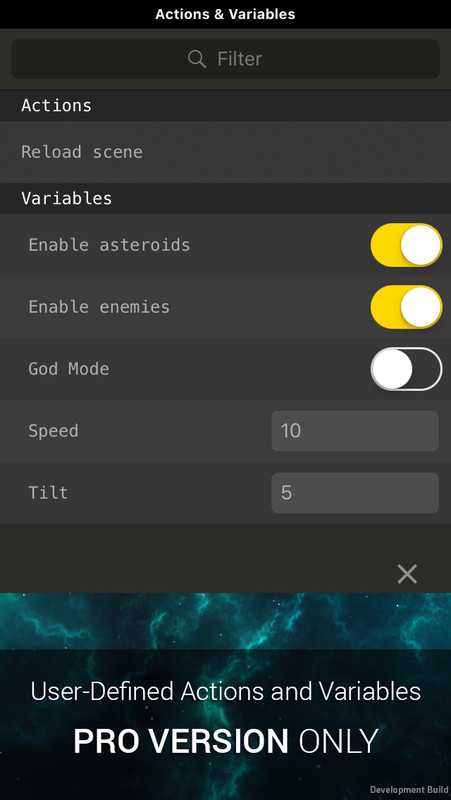 Actions & Variables
Filter
Actions
Reload scene
Variables
Enable asteroids
Enable enemies
God Mode
Speed 10
Tilt 5
User-Defined Actions and Variables
PRO VERSION ONLY
Development Build